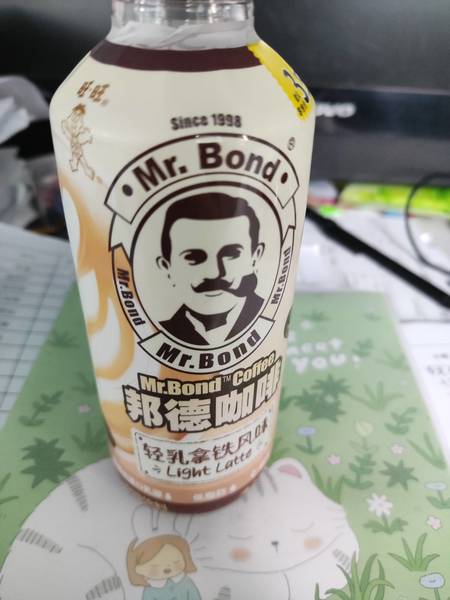 旺旺
Since 1998
Mr. Bond
Mr.Bond
Mr.Bond
Mr.Bond
Mr.Bond™ Coffee
邦德咖啡
轻乳拿铁风味
Light Latte
you,